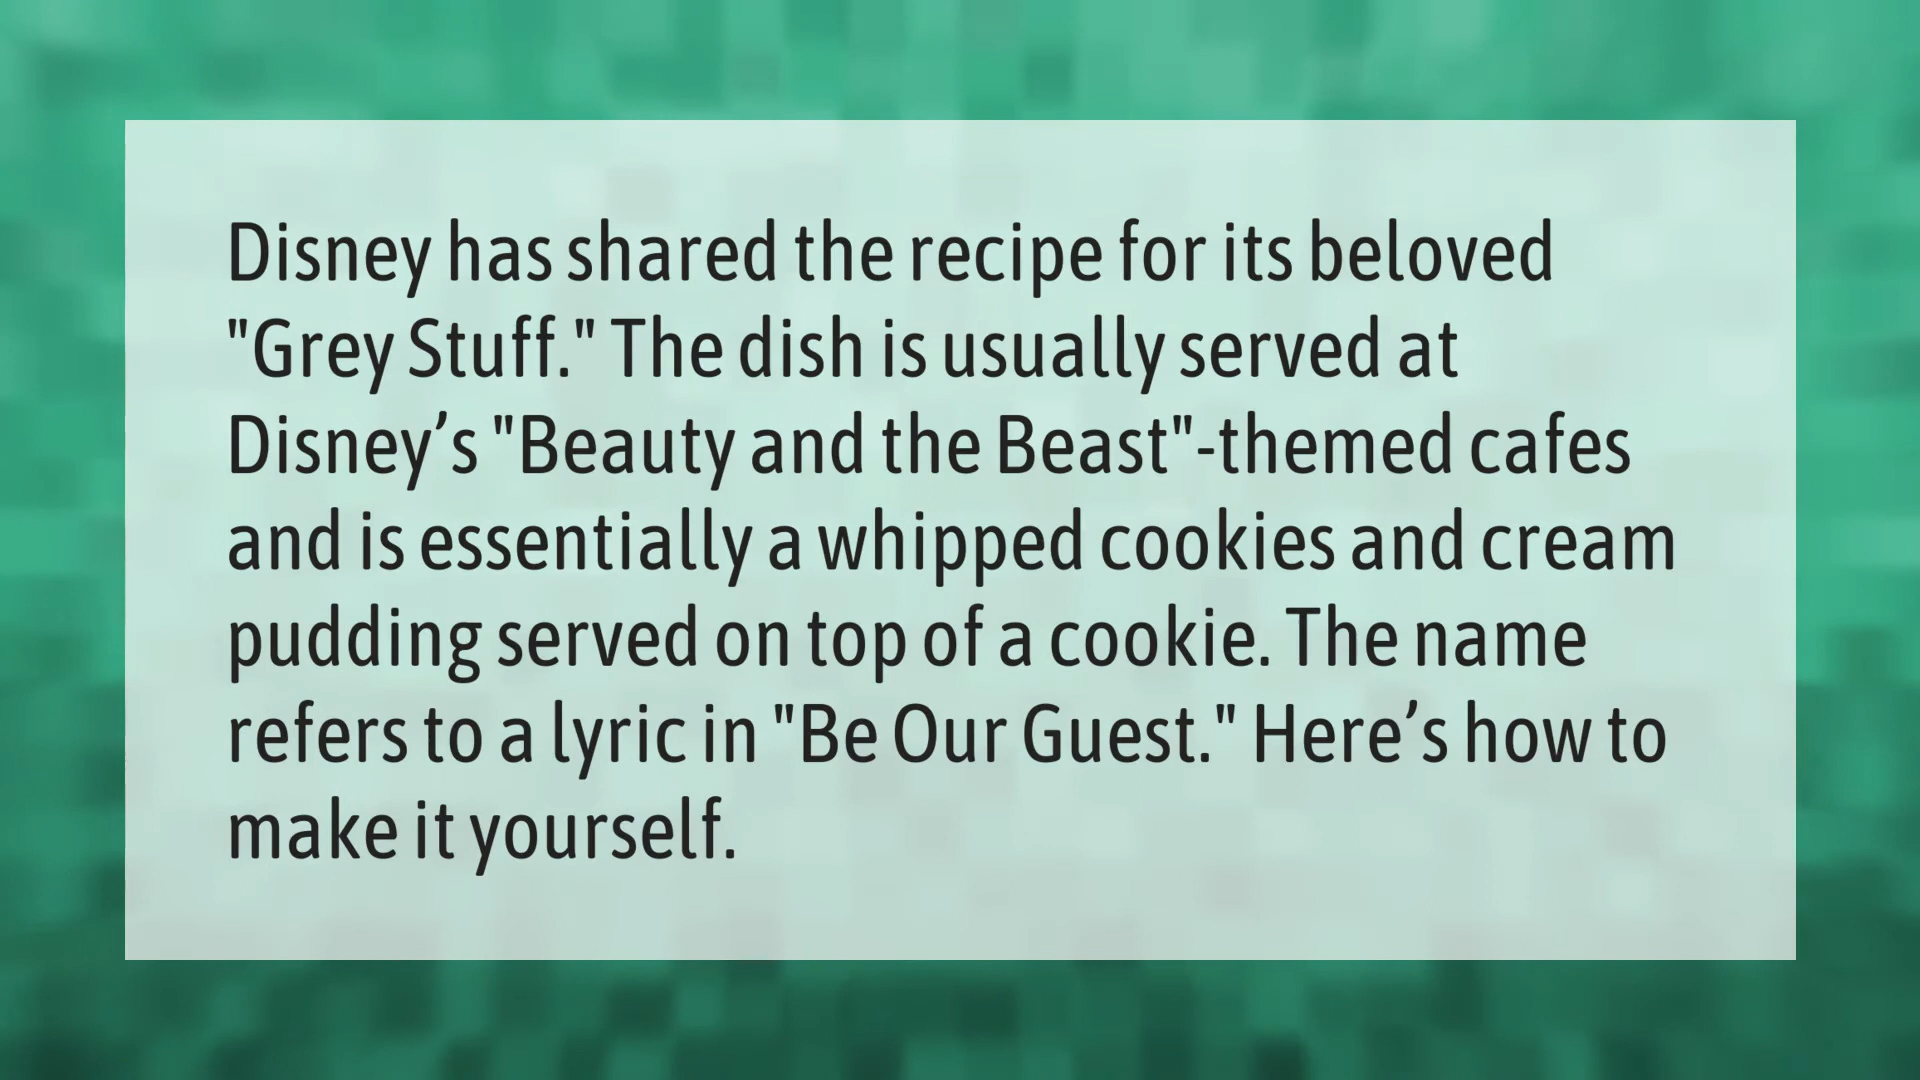 Disney has shared the recipe for its beloved
"Grey Stuff." The dish is usually served at
Disney’s "Beauty and the Beast"-themed cafes
and is essentially a whipped cookies and cream
pudding served on top of a cookie. The name
refers to a lyric in "Be Our Guest." Here’s how to
make it yourself.